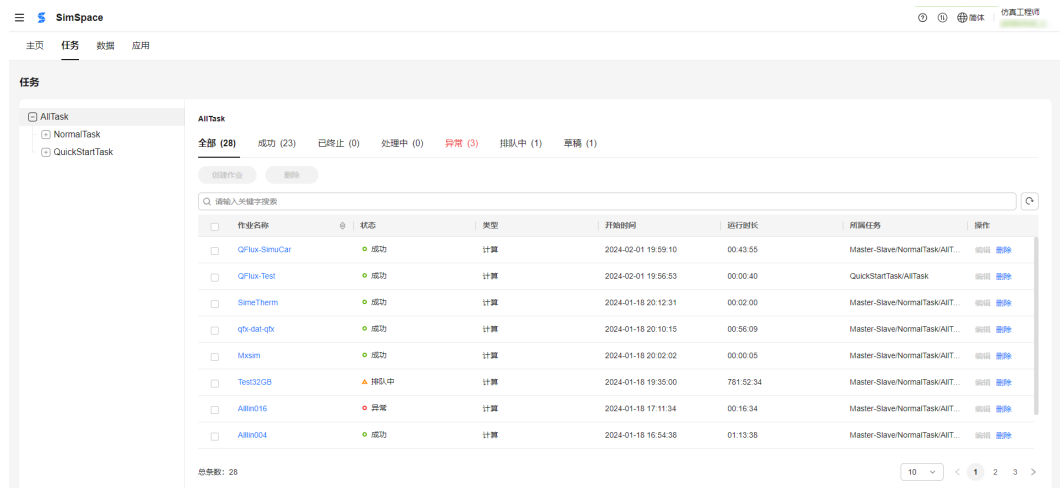 SimSpace
简体
仿真工程师
主页 任务 数据 应用
任务
AllTask
NormalTask
QuickStartTask
AllTask
全部 (28) 成功 (23) 已终止 (0) 处理中 (0) 异常 (3) 排队中 (1) 草稿 (1)
创建作业 删除
请输入关键字搜索
作业名称 状态 类型 开始时间 运行时长 所属任务 操作
QFlux-SimuCar 成功 计算 2024-02-01 19:59:10 00:43:55 Master-Slave/NormalTask/AllT... 编辑 删除
QFlux-Test 成功 计算 2024-02-01 19:56:53 00:00:40 QuickStartTask/AllTask 编辑 删除
SimeTherm 成功 计算 2024-01-18 20:12:31 00:02:00 Master-Slave/NormalTask/AllT... 编辑 删除
qfx-dat-qfx 成功 计算 2024-01-18 20:10:15 00:56:09 Master-Slave/NormalTask/AllT... 编辑 删除
Mxsim 成功 计算 2024-01-18 20:02:02 00:00:05 Master-Slave/NormalTask/AllT... 编辑 删除
Test32GB 排队中 计算 2024-01-18 19:35:00 781:52:34 Master-Slave/NormalTask/AllT... 编辑 删除
Alllin016 异常 计算 2024-01-18 17:11:34 00:16:34 Master-Slave/NormalTask/AllT... 编辑 删除
Alllin004 成功 计算 2024-01-18 16:54:38 01:13:38 Master-Slave/NormalTask/AllT... 编辑 删除
总条数: 28 10 < 1 2 3 >